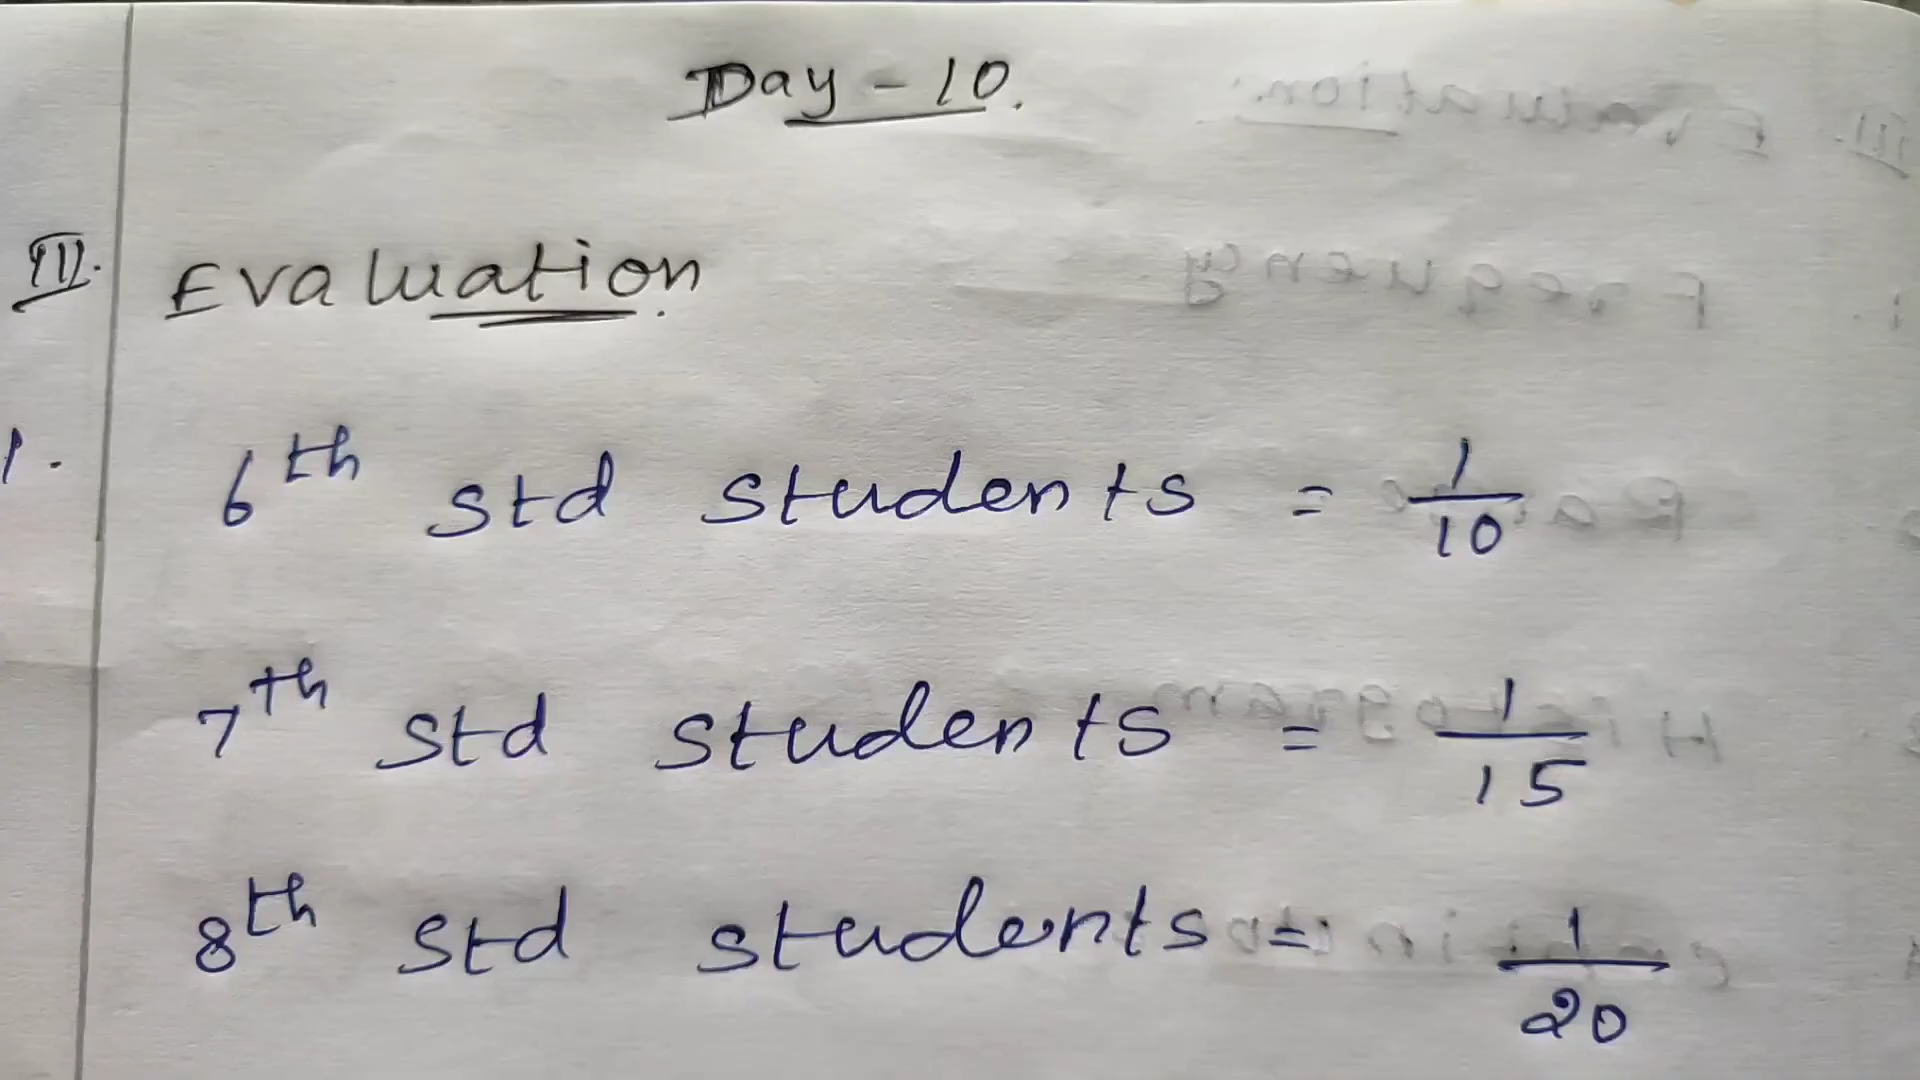 Day - 10.
III. Evaluation.
1. 6th std students = 1/10
7th std students = 1/15
8th std students = 1/20